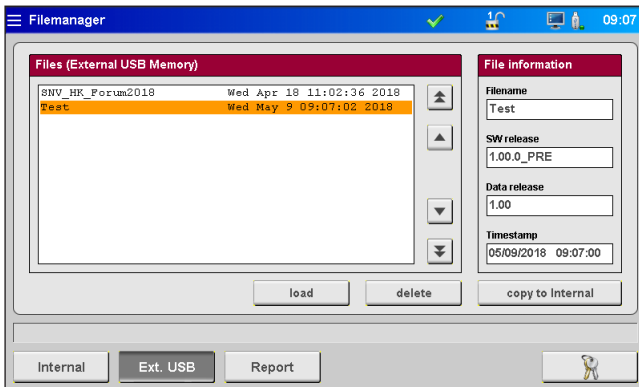 Filemanager
1
09:07
Files (External USB Memory)
SNV_HK_Forum2018 Wed Apr 18 11:02:36 2018
Test Wed May 9 09:07:02 2018
File information
Filename
Test
SW release
1.00.0_PRE
Data release
1.00
Timestamp
05/09/2018 09:07:00
load
delete
copy to Internal
Internal
Ext. USB
Report